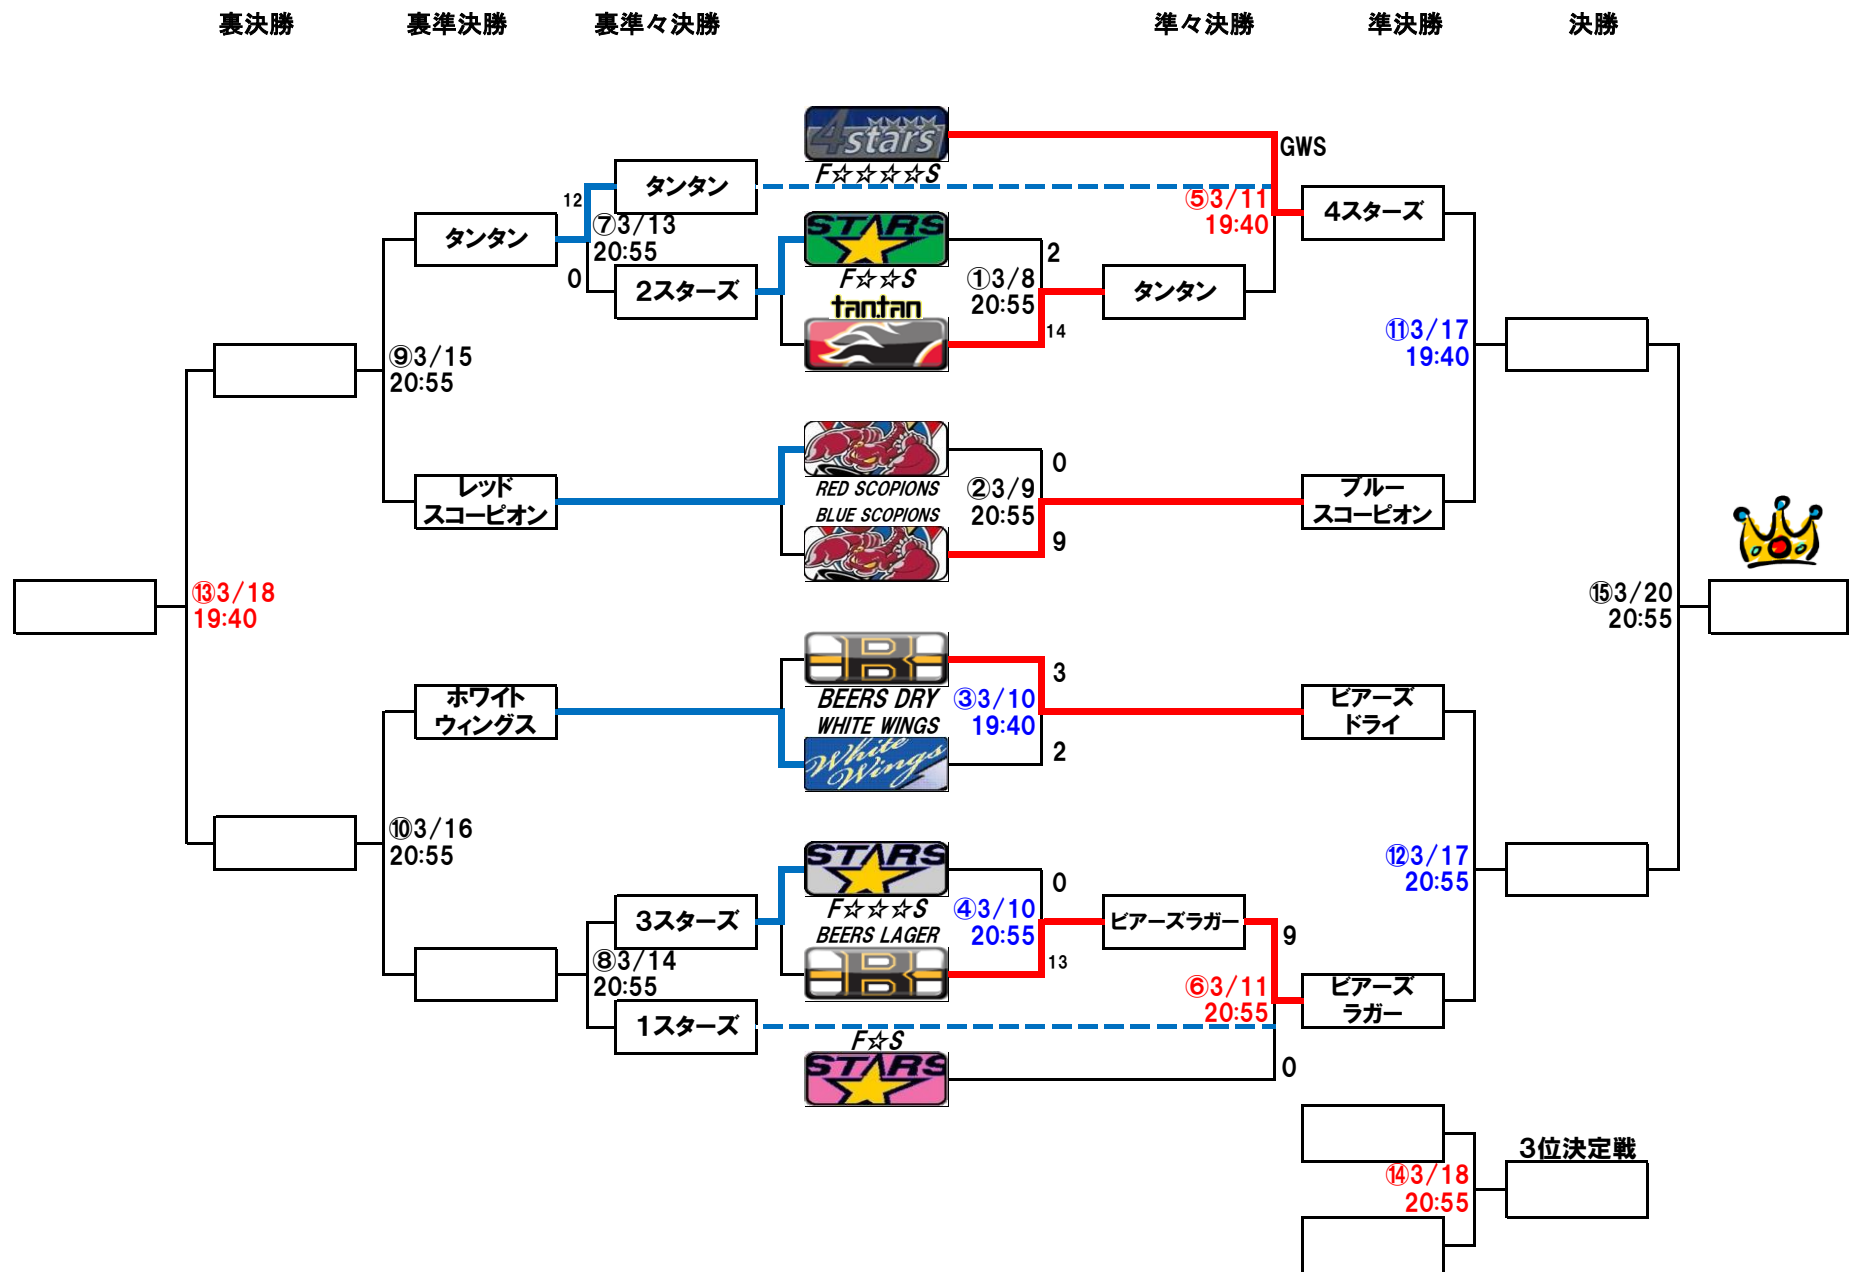 裏決勝
裏準決勝
裏準々決勝
準々決勝
準決勝
決勝
4stars
F☆☆☆☆S
GWS
タンタン
12
⑦3/13
20:55
0
タンタン
2スターズ
STARS
F☆☆S
tan.tan
2
①3/8
20:55
14
タンタン
⑤3/11
19:40
4スターズ
⑪3/17
19:40
⑨3/15
20:55
レッド
スコーピオン
RED SCOPIONS
BLUE SCOPIONS
0
②3/9
20:55
9
ブルー
スコーピオン
⑬3/18
19:40
⑮3/20
20:55
ホワイト
ウィングス
B
BEERS DRY
WHITE WINGS
White
Wings
3
③3/10
19:40
2
ビアーズ
ドライ
⑩3/16
20:55
⑫3/17
20:55
3スターズ
⑧3/14
20:55
1スターズ
STARS
F☆☆☆S
BEERS LAGER
B
0
④3/10
20:55
13
ビアーズラガー
9
⑥3/11
20:55
ビアーズ
ラガー
F☆S
STARS
0
3位決定戦
⑭3/18
20:55